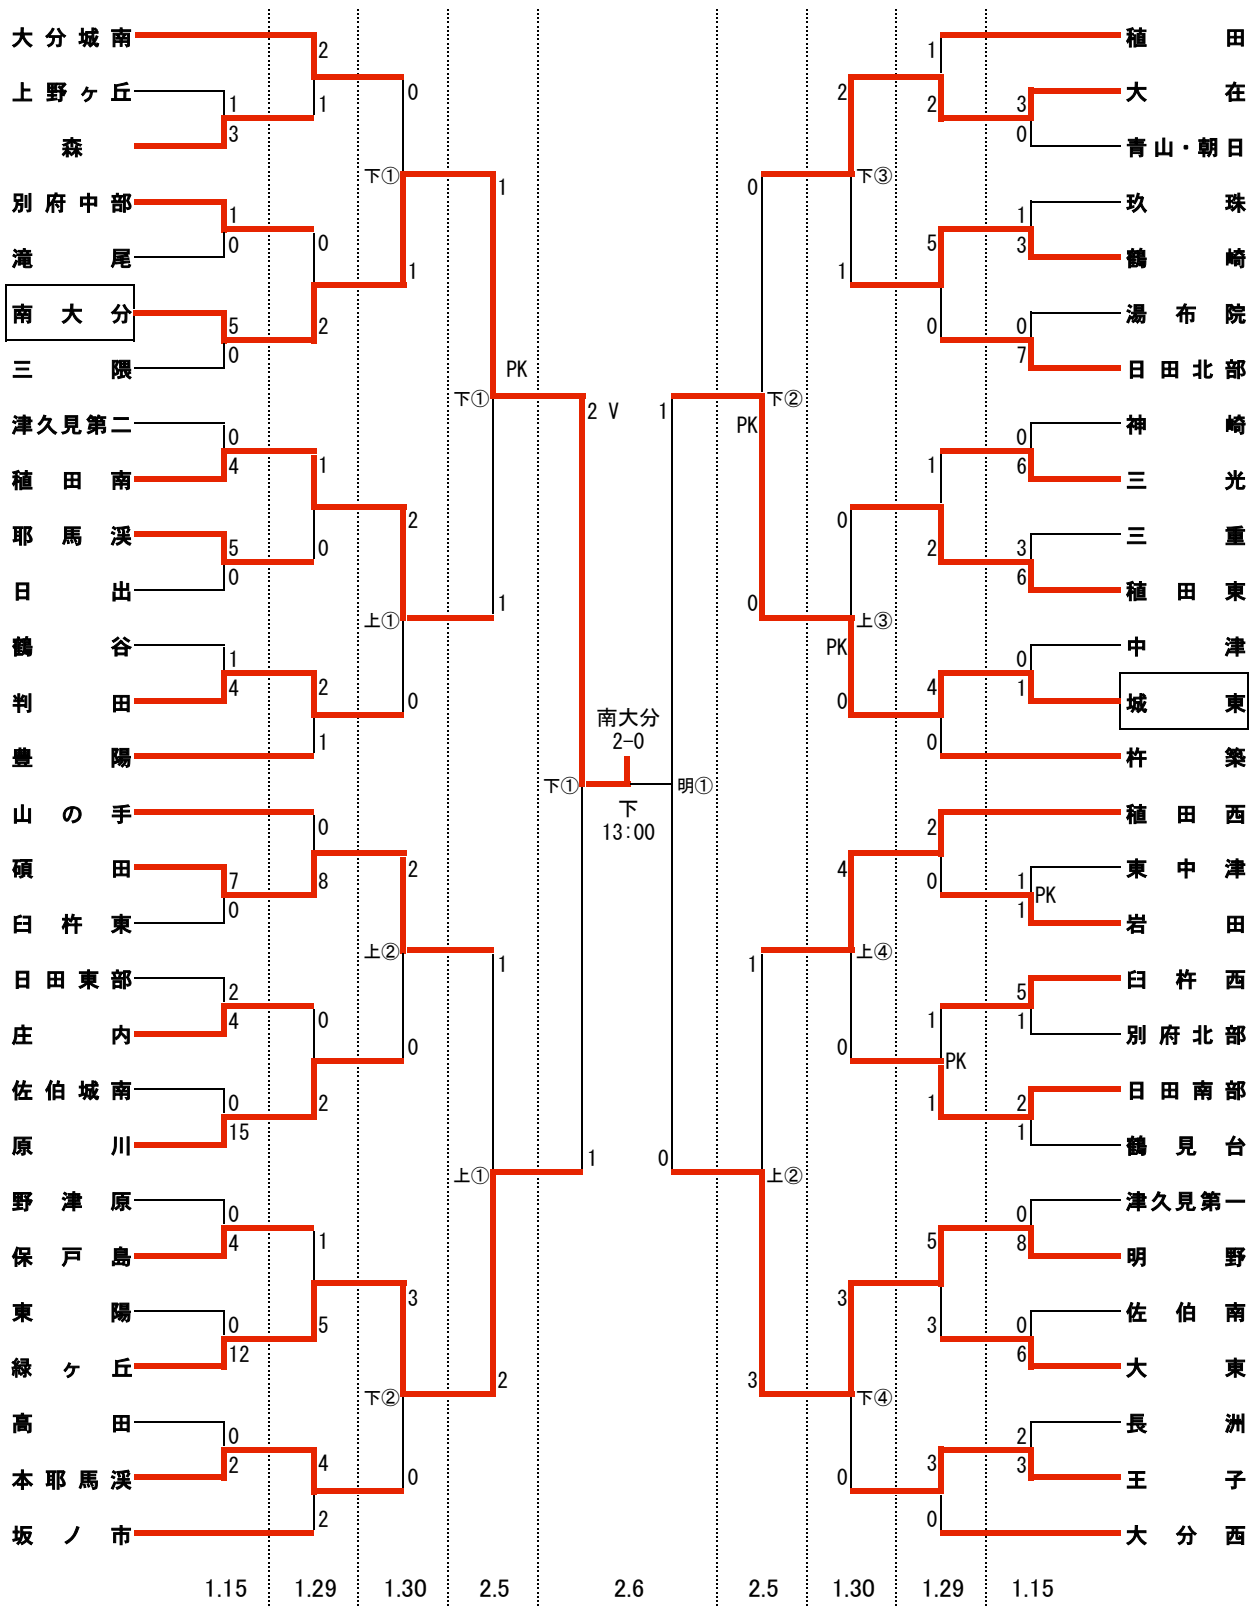 大分城南
上野ヶ丘
森
別府中部
滝尾
南大分
三隈
津久見第二
稙田南
耶馬渓
日出
鶴谷
判田
豊陽
山の手
碩田
臼杵東
日田東部
庄内
佐伯城南
原川
野津原
保戸島
東陽
緑ヶ丘
高田
本耶馬渓
坂ノ市
1
3
1
0
5
0
0
4
5
0
1
4
7
0
2
4
0
15
0
4
0
12
0
2
2
1
0
2
1
0
2
1
0
8
0
2
1
5
4
2
0
下①
1
2
上①
0
2
上②
0
3
下②
0
1
PK
下①
1
1
上①
2
2 V
下①
1
南大分
2-0
下
13:00
1
明①
0
0
下②
PK
0
1
上②
3
2
下③
1
0
上③
PK
0
4
上④
0
3
下④
0
1
2
5
0
1
2
4
0
2
0
1
PK
1
5
3
3
0
3
0
1
3
0
7
0
6
3
6
0
1
1
PK
1
5
1
2
1
0
8
0
6
2
3
稙田
大在
青山・朝日
玖珠
鶴崎
湯布院
日田北部
神崎
三光
三重
稙田東
中津
城東
杵築
稙田西
東中津
岩田
臼杵西
別府北部
日田南部
鶴見台
津久見第一
明野
佐伯南
大東
長洲
王子
大分西
1.15 1.29 1.30 2.5 2.6 2.5 1.30 1.29 1.15